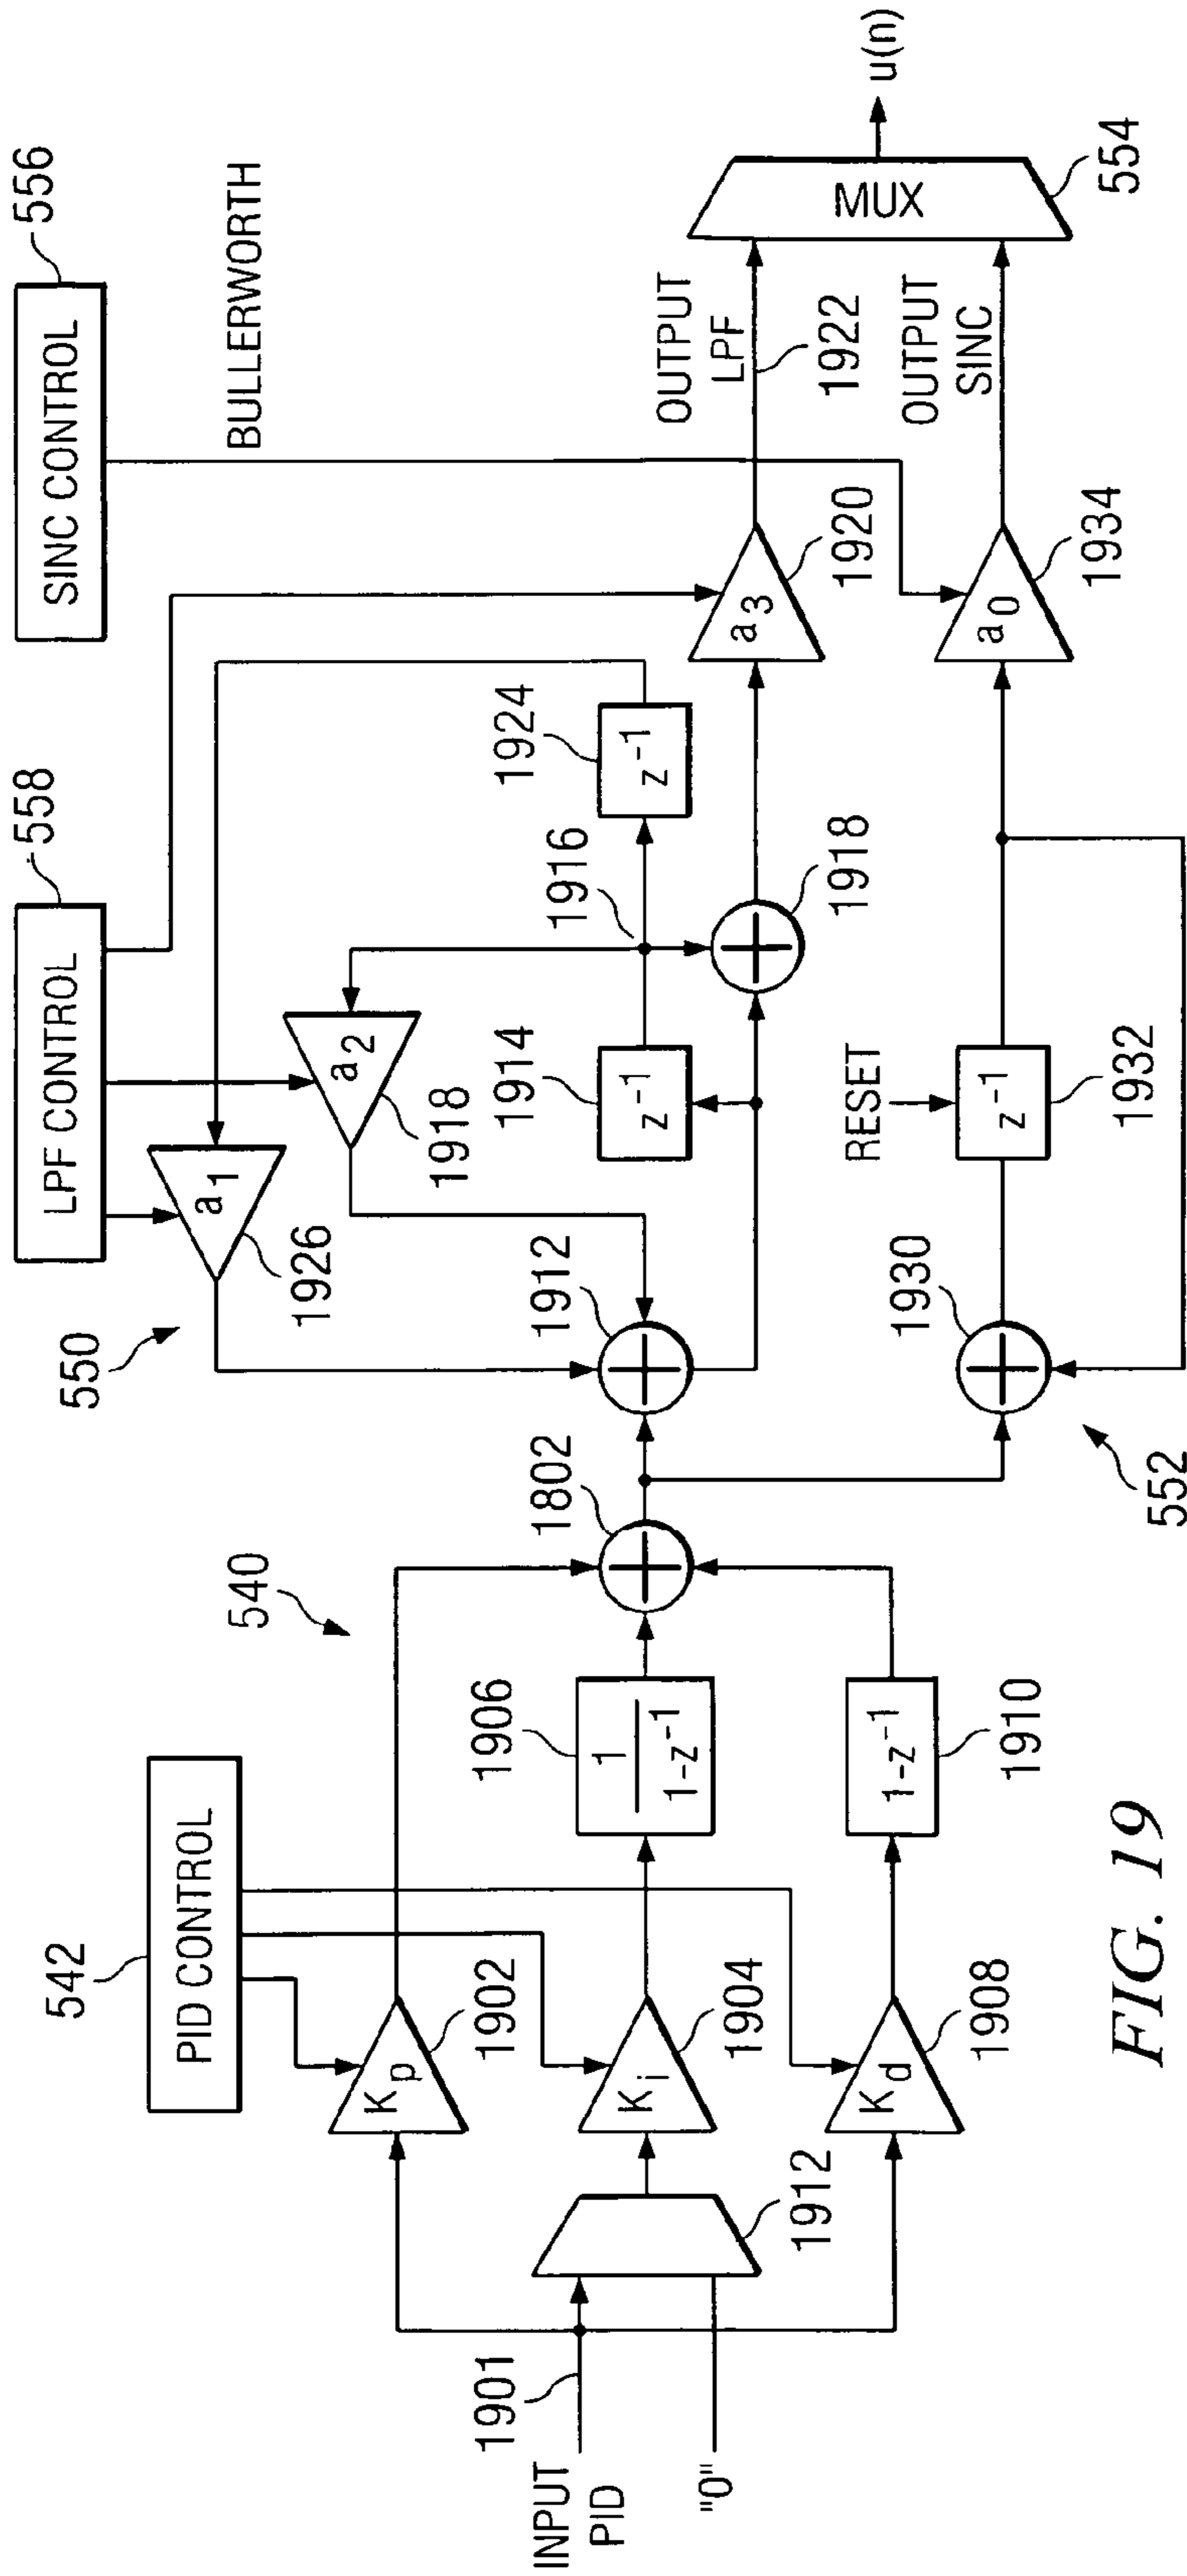 INPUT
PID
1901
"0"
1912
542
PID CONTROL
Kp
1902
Ki
1904
Kd
1908
1906
1
1-z⁻¹
1-z⁻¹
1910
540
1802
558
LPF CONTROL
550
a1
1926
a2
1918
1912
z⁻¹
1914
1916
z⁻¹
1924
1918
556
SINC CONTROL
BULLERWORTH
a3
1920
OUTPUT
LPF
1922
1930
552
RESET
z⁻¹
1932
a0
1934
OUTPUT
SINC
MUX
554
u(n)
FIG. 19